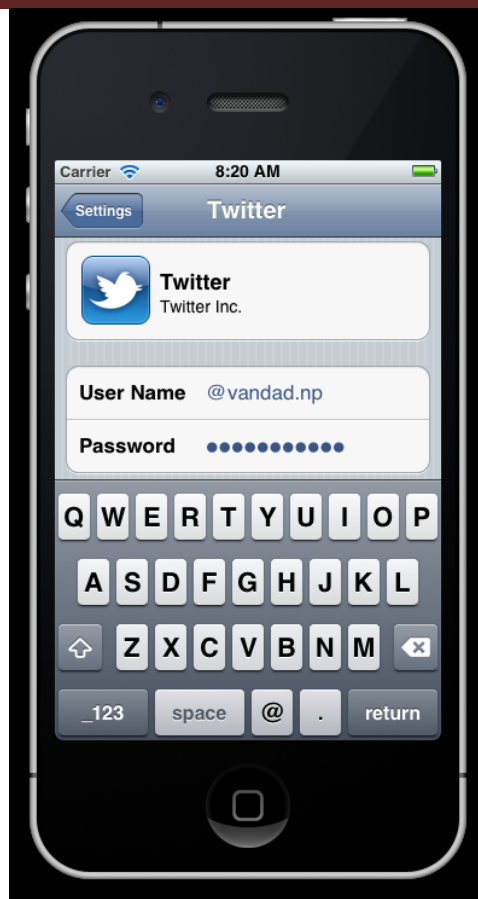 Carrier 8:20 AM
Settings Twitter
Twitter
Twitter Inc.
User Name @vandad.np
Password ●●●●●●●●●●●
Q W E R T Y U I O P
A S D F G H J K L
Z X C V B N M
_123 space @ . return